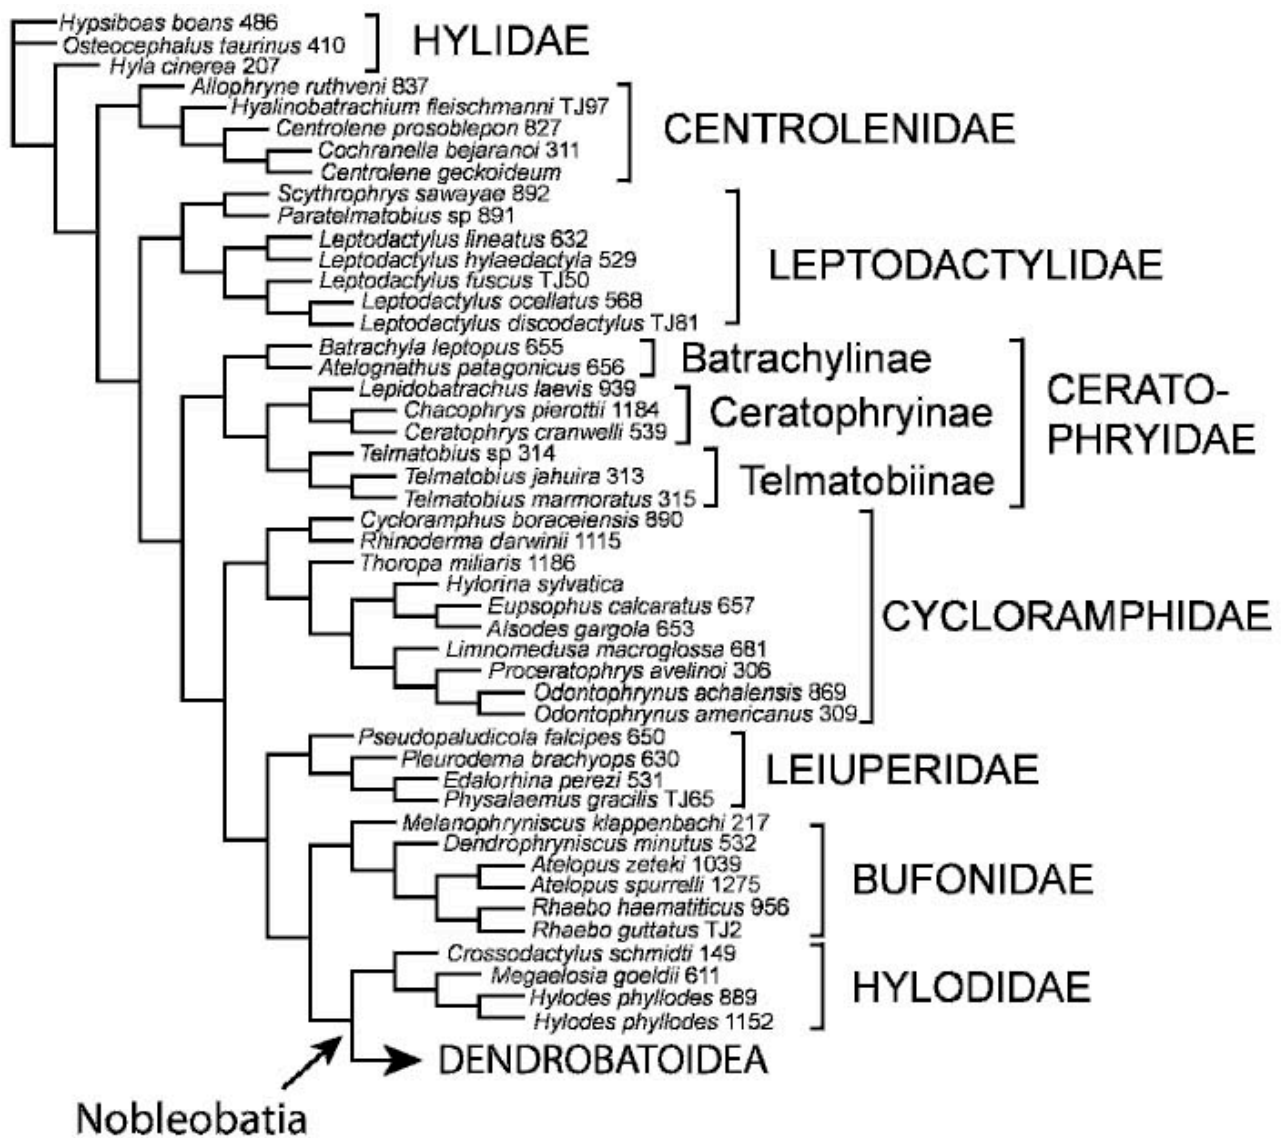 Hypsiboas boans 486
Osteocephalus taurinus 410
Hyla cinerea 207
HYLIDAE
Allophryne ruthveni 837
Hyalinobatrachium fleischmanni TJ97
Centrolene prosoblepon 827
Cochranella bejaranoi 311
Centrolene geckoideum
CENTROLENIDAE
Scythrophrys sawayae 892
Paratelmatobius sp 891
Leptodactylus lineatus 632
Leptodactylus hylaedactyla 529
Leptodactylus fuscus TJ50
Leptodactylus ocellatus 568
Leptodactylus discodactylus TJ81
LEPTODACTYLIDAE
Batrachyla leptopus 655
Atelognathus patagonicus 656
Batrachylinae
Lepidobatrachus laevis 939
Chacophrys pierottii 1184
Ceratophrys cranwelli 539
Ceratophryinae
Telmatobius sp 314
Telmatobius jahuira 313
Telmatobius marmoratus 315
Telmatobiinae
CERATO-
PHRYIDAE
Cycloramphus boraceiensis 890
Rhinoderma darwinii 1115
Thoropa miliaris 1186
Hylorina sylvatica
Eupsophus calcaratus 657
Alsodes gargola 653
Limnomedusa macroglossa 681
Proceratophrys avelinoi 306
Odontophrynus achalensis 869
Odontophrynus americanus 309
CYCLORAMPHIDAE
Pseudopaludicola falcipes 650
Pleurodema brachyops 630
Edalorhina perezi 531
Physalaemus gracilis TJ65
LEIUPERIDAE
Melanophryniscus klappenbachi 217
Dendrophryniscus minutus 532
Atelopus zeteki 1039
Atelopus spurrelli 1275
Rhaebo haematiticus 956
Rhaebo guttatus TJ2
BUFONIDAE
Crossodactylus schmidti 149
Megaelosia goeldii 611
Hylodes phyllodes 889
Hylodes phyllodes 1152
HYLODIDAE
DENDROBATOIDEA
Nobleobatia